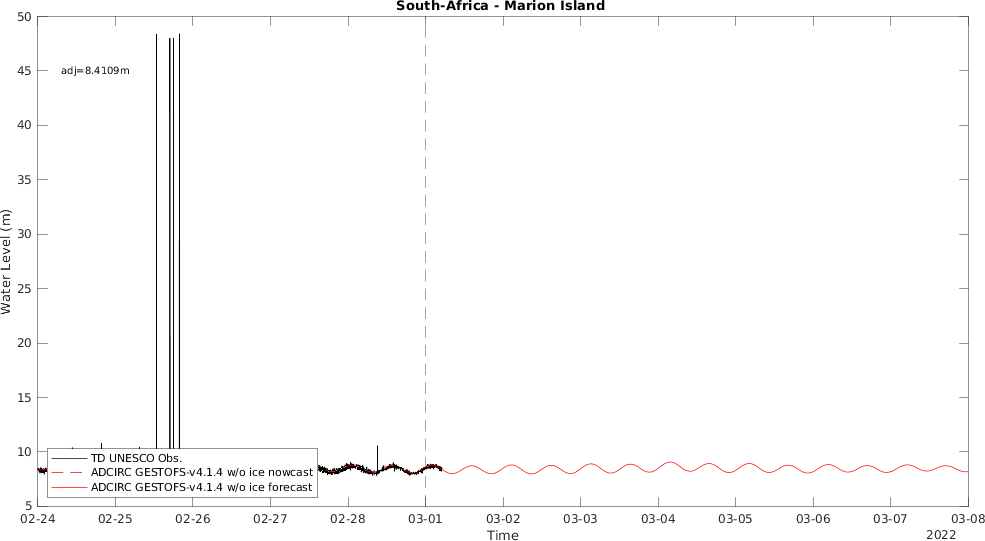 South-Africa - Marion Island
50
45
40
35
30
25
20
15
10
5
Water Level (m)
adj=8.4109m
TD UNESCO Obs.
ADCIRC GESTOFS-v4.1.4 w/o ice nowcast
ADCIRC GESTOFS-v4.1.4 w/o ice forecast
02-24 02-25 02-26 02-27 02-28 03-01 03-02 03-03 03-04 03-05 03-06 03-07 03-08
Time
2022